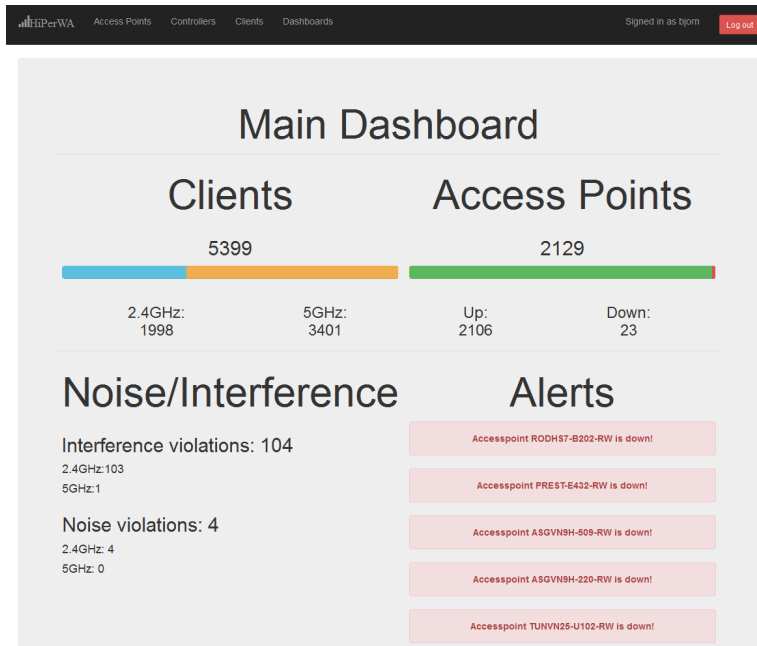 HiPerWA Access Points Controllers Clients Dashboards Signed in as bjorn Log out
Main Dashboard
Clients
5399
2.4GHz: 5GHz:
1998 3401
Access Points
2129
Up: Down:
2106 23
Noise/Interference
Interference violations: 104
2.4GHz:103
5GHz:1
Noise violations: 4
2.4GHz: 4
5GHz: 0
Alerts
Accesspoint RODHS7-B202-RW is down!
Accesspoint PREST-E432-RW is down!
Accesspoint ASGVN9H-509-RW is down!
Accesspoint ASGVN9H-220-RW is down!
Accesspoint TUNVN25-U102-RW is down!